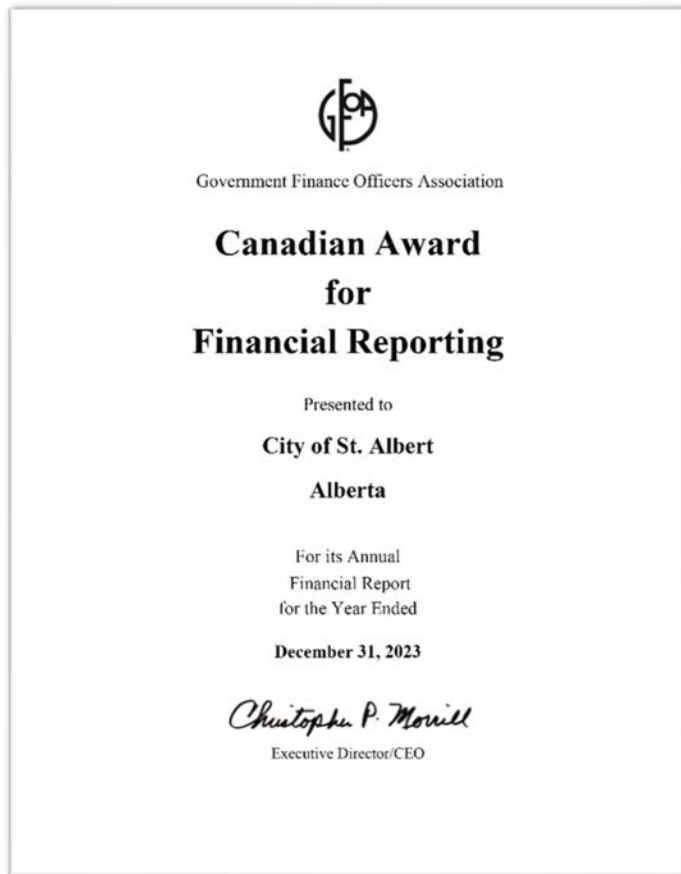 GFOA
Government Finance Officers Association
Canadian Award
for
Financial Reporting
Presented to
City of St. Albert
Alberta
For its Annual
Financial Report
for the Year Ended
December 31, 2023
Christopher P. Morrill
Executive Director/CEO